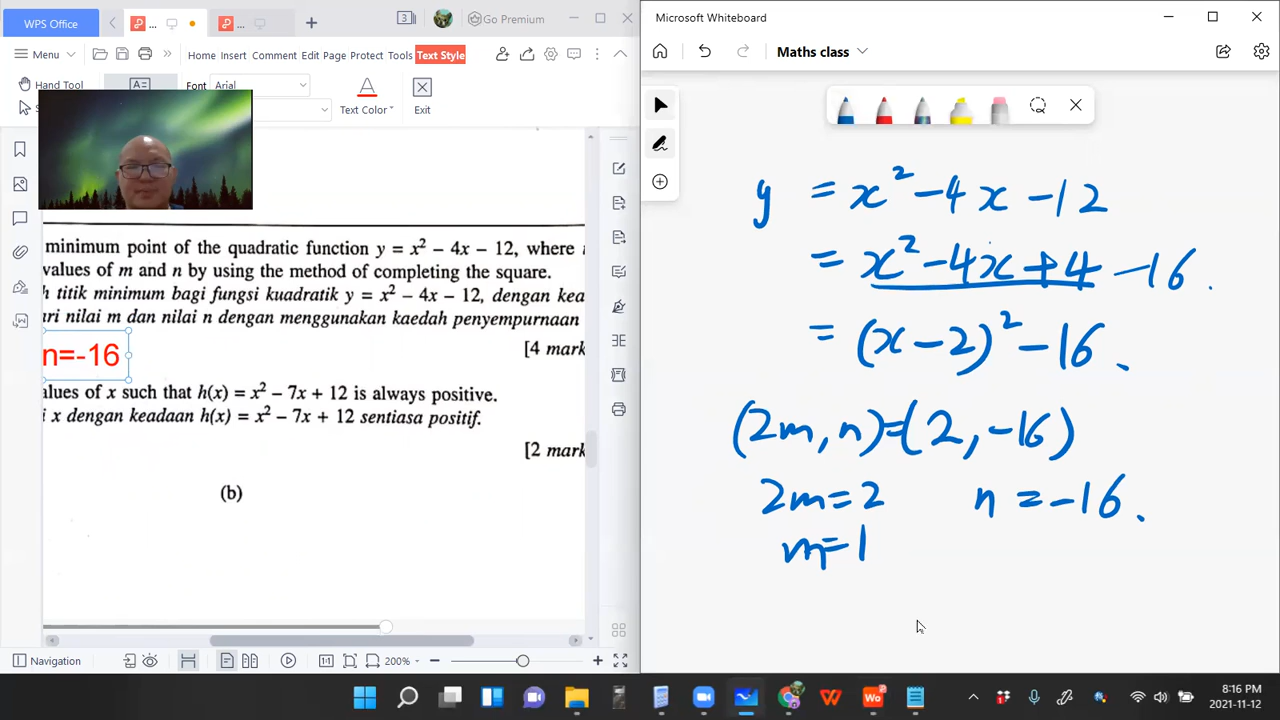 WPS Office
...
...
3
Go Premium
Menu
Home Insert Comment Edit Page Protect Tools Text Style
Hand Tool
Font Arial
Text Color
Exit
minimum point of the quadratic function y = x² − 4x − 12, where
values of m and n by using the method of completing the square.
h titik minimum bagi fungsi kuadratik y = x² − 4x − 12, dengan kea
ari nilai m dan nilai n dengan menggunakan kaedah penyempurnaan
n=-16
[4 mark
alues of x such that h(x) = x² − 7x + 12 is always positive.
i x dengan keadaan h(x) = x² − 7x + 12 sentiasa positif.
[2 mark
(b)
Navigation
200%
Microsoft Whiteboard
Maths class
y = x² − 4x − 12
= x² − 4x + 4 − 16.
= (x − 2)² − 16.
(2m, n) = (2, −16)
2m = 2 n = −16.
m = 1
8:16 PM
2021-11-12